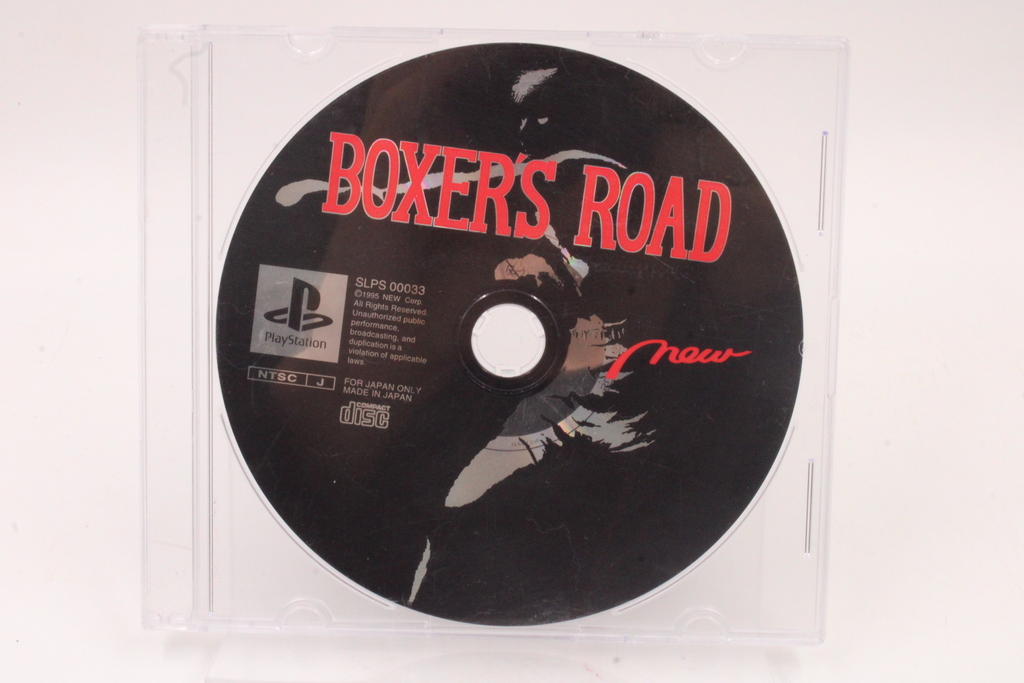 BOXER'S ROAD
SLPS 00033
©1995 NEW Corp.
All Rights Reserved.
Unauthorized public
performance,
broadcasting, and
duplication is a
violation of applicable
laws.
PlayStation
NTSC J
FOR JAPAN ONLY
MADE IN JAPAN
COMPACT
disc
new